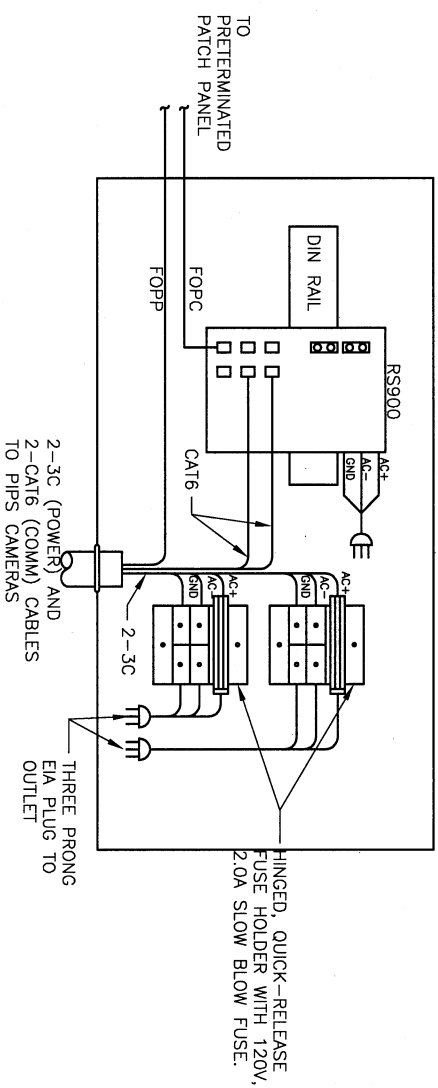 TO
PRETERMINATED
PATCH PANEL
DIN RAIL
RS900
AC+
AC-
GND
FOPC
FOPP
CAT6
AC+
AC-
GND
AC+
AC
GND
2-3C
2-3C (POWER) AND
2-CAT6 (COMM) CABLES
TO PIPS CAMERAS
THREE PRONG
EIA PLUG TO
OUTLET
HINGED, QUICK-RELEASE
FUSE HOLDER WITH 120V,
2.0A SLOW BLOW FUSE.